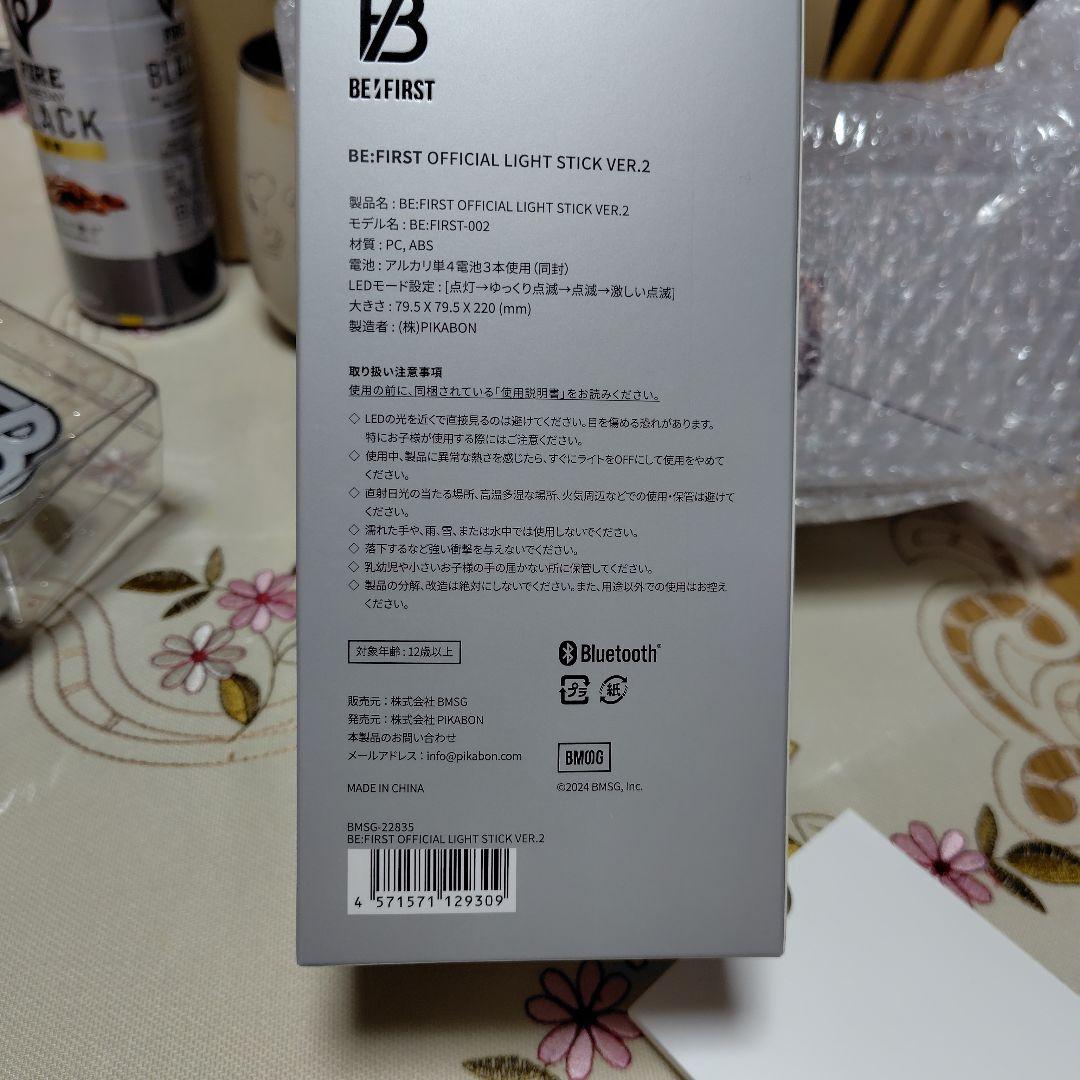 FIRE
LACK
BE:FIRST
BE:FIRST OFFICIAL LIGHT STICK VER.2
製品名 : BE:FIRST OFFICIAL LIGHT STICK VER.2
モデル名 : BE:FIRST-002
材質 : PC, ABS
電池 : アルカリ単４電池３本使用（同封）
LEDモード設定 : [点灯→ゆっくり点滅→点滅→激しい点滅]
大きさ : 79.5 X 79.5 X 220 (mm)
製造者 : (株)PIKABON
取り扱い注意事項
使用の前に、同梱されている「使用説明書」をお読みください。
◇ LEDの光を近くで直接見るのは避けてください。目を傷める恐れがあります。
特にお子様が使用する際にはご注意ください。
◇ 使用中、製品に異常な熱さを感じたら、すぐにライトをOFFにして使用をやめて
ください。
◇ 直射日光の当たる場所、高温多湿な場所、火気周辺などでの使用・保管は避けて
ください。
◇ 濡れた手や、雨、雪、または水中では使用しないでください。
◇ 落下するなど強い衝撃を与えないでください。
◇ 乳幼児や小さいお子様の手の届かない所に保管してください。
◇ 製品の分解、改造は絶対にしないでください。また、用途以外での使用はお控え
ください。
対象年齢 : 12歳以上
Bluetooth®
プラ 紙
販売元 : 株式会社 BMSG
発売元 : 株式会社 PIKABON
本製品のお問い合わせ
メールアドレス : info@pikabon.com
BMSG
MADE IN CHINA
©2024 BMSG, Inc.
BMSG-22835
BE:FIRST OFFICIAL LIGHT STICK VER.2
4 571571 129309